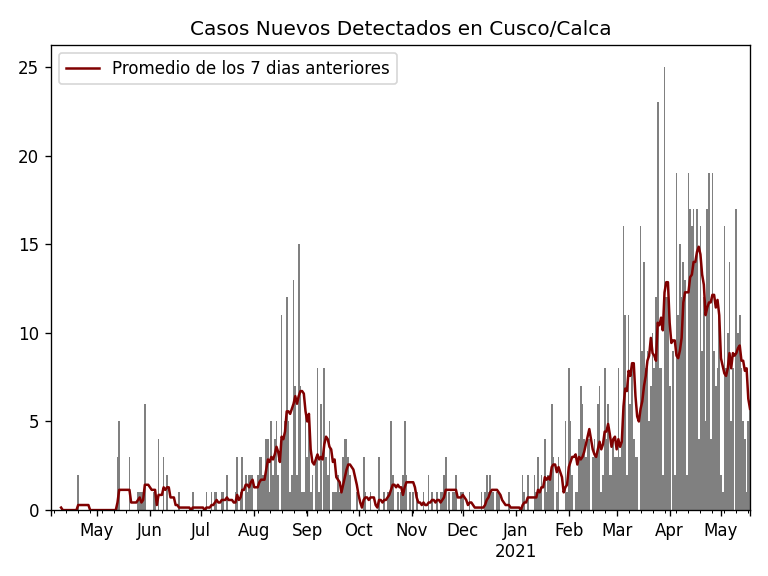 Casos Nuevos Detectados en Cusco/Calca
Promedio de los 7 dias anteriores
25
20
15
10
5
0
May Jun Jul Aug Sep Oct Nov Dec Jan Feb Mar Apr May
2021